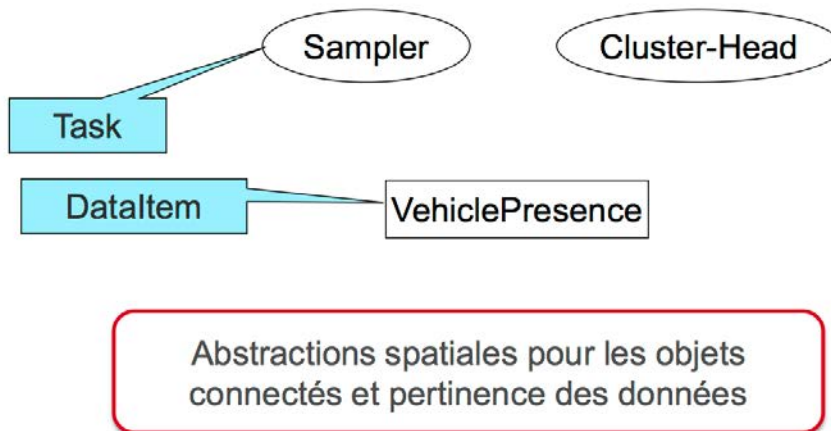 Sampler
Cluster-Head
Task
DataItem
VehiclePresence
Abstractions spatiales pour les objets
connectés et pertinence des données